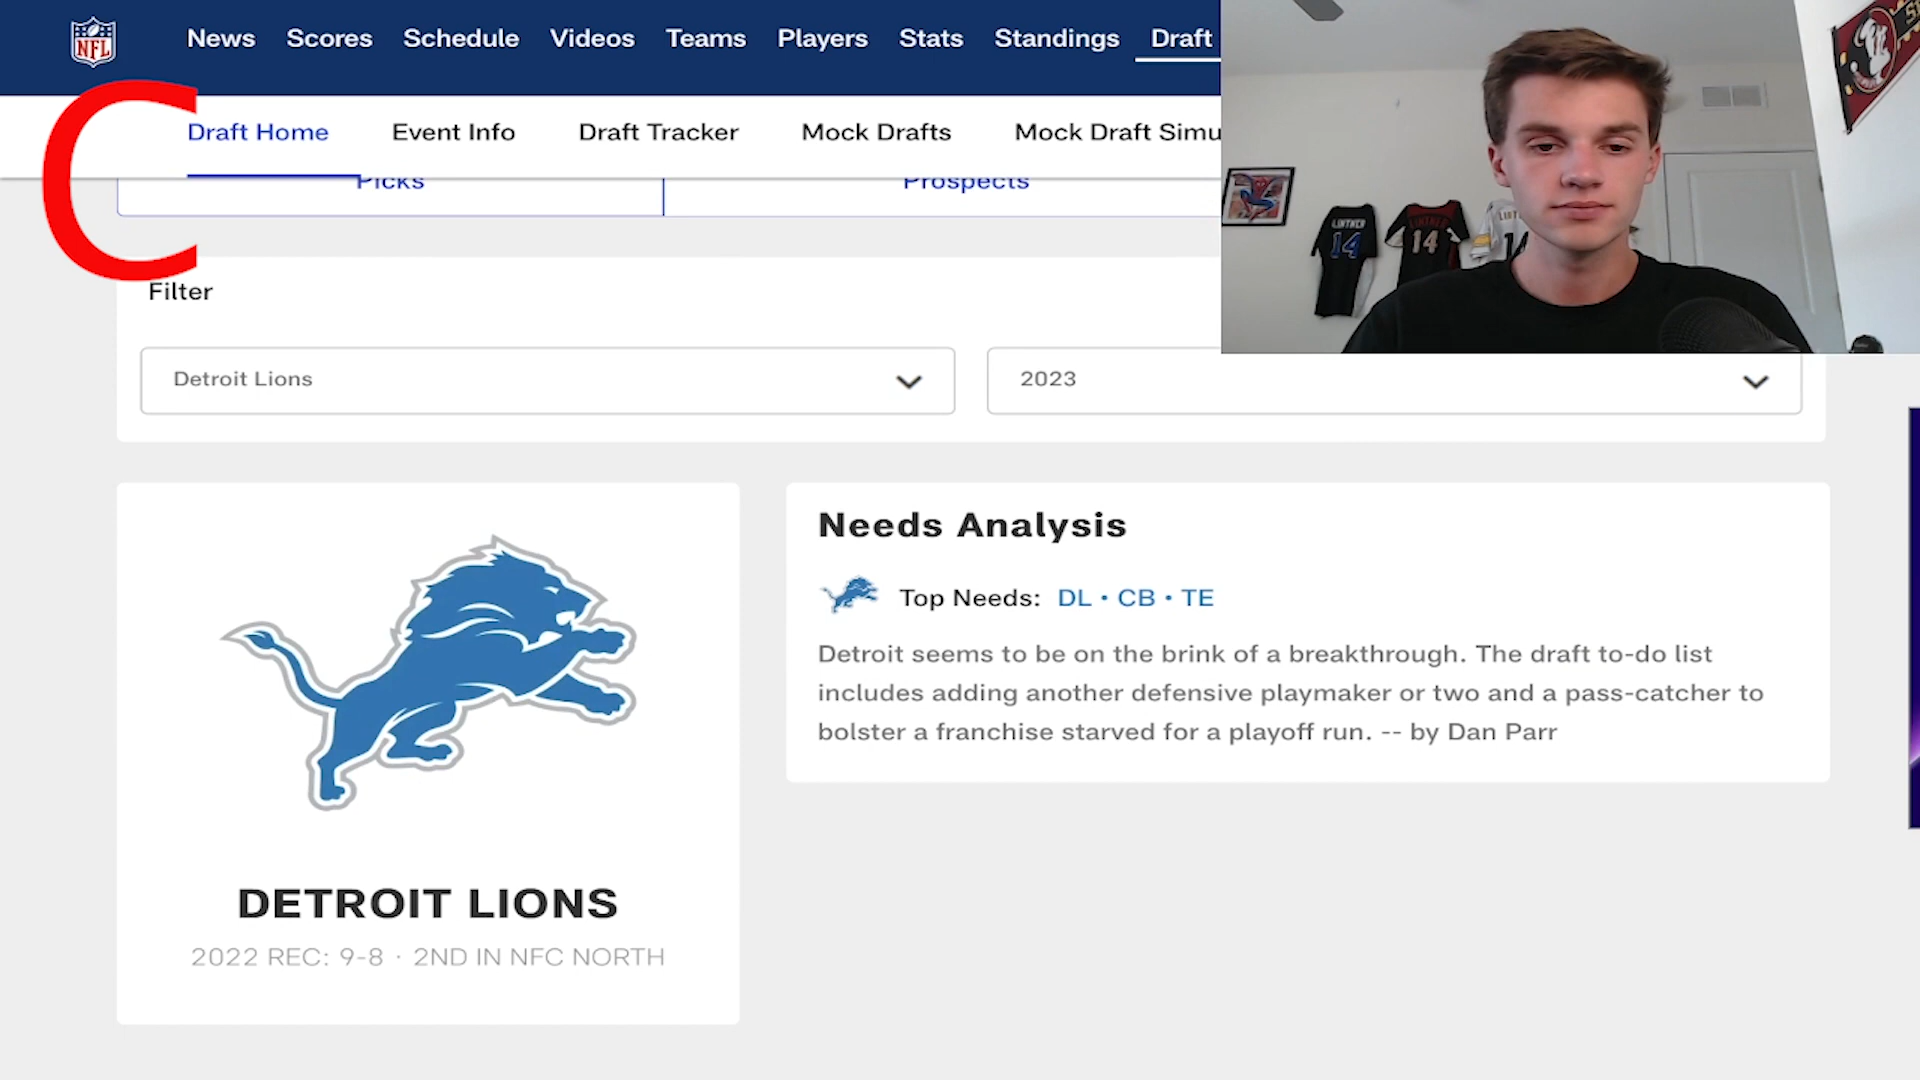 NFL
News Scores Schedule Videos Teams Players Stats Standings Draft
C
Draft Home Event Info Draft Tracker Mock Drafts Mock Draft Simu
Picks Prospects
Filter
Detroit Lions
2023
LINTNER
14
LINTNER
14
14
Needs Analysis
Top Needs: DL • CB • TE
Detroit seems to be on the brink of a breakthrough. The draft to-do list
includes adding another defensive playmaker or two and a pass-catcher to
bolster a franchise starved for a playoff run. -- by Dan Parr
DETROIT LIONS
2022 REC: 9-8 · 2ND IN NFC NORTH